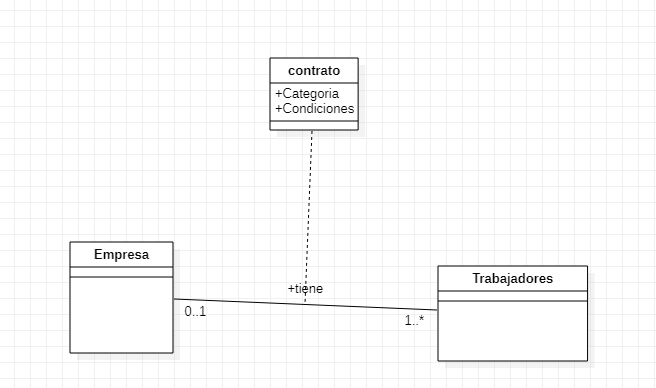 contrato
+Categoria
+Condiciones
Empresa
Trabajadores
+tiene
0..1
1..*